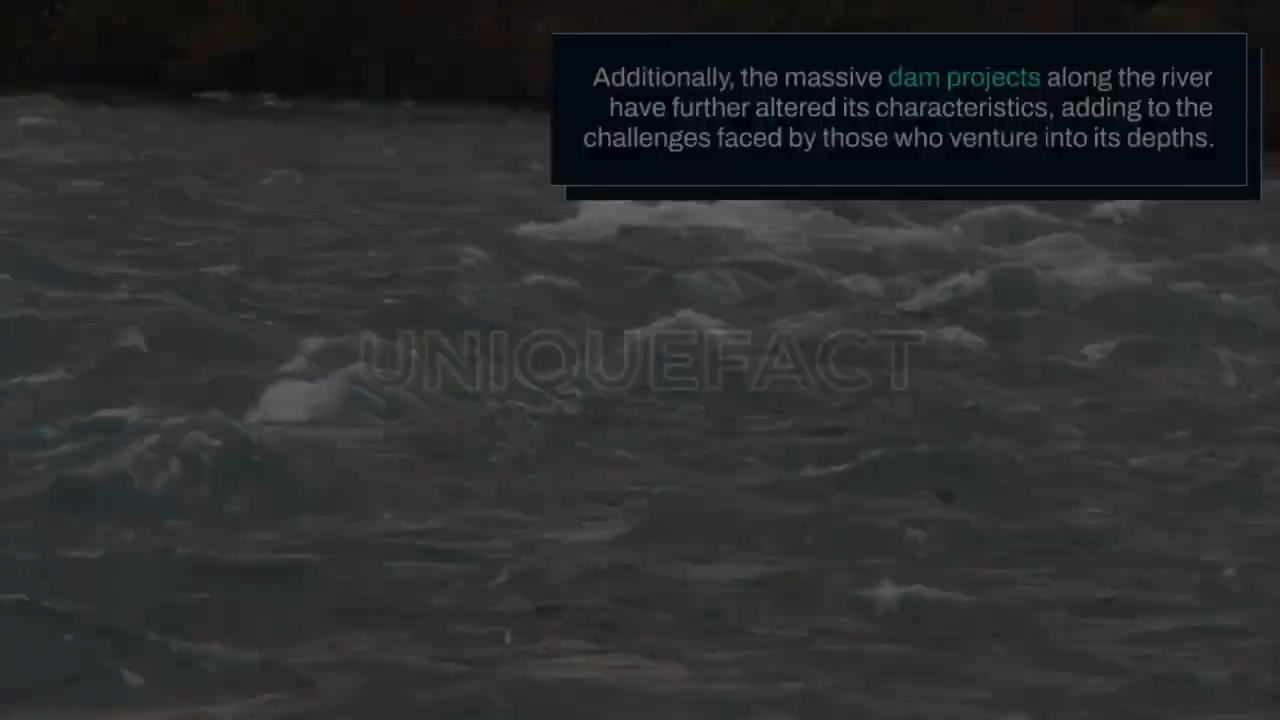 Additionally, the massive dam projects along the river
have further altered its characteristics, adding to the
challenges faced by those who venture into its depths.
UNIQUEFACT